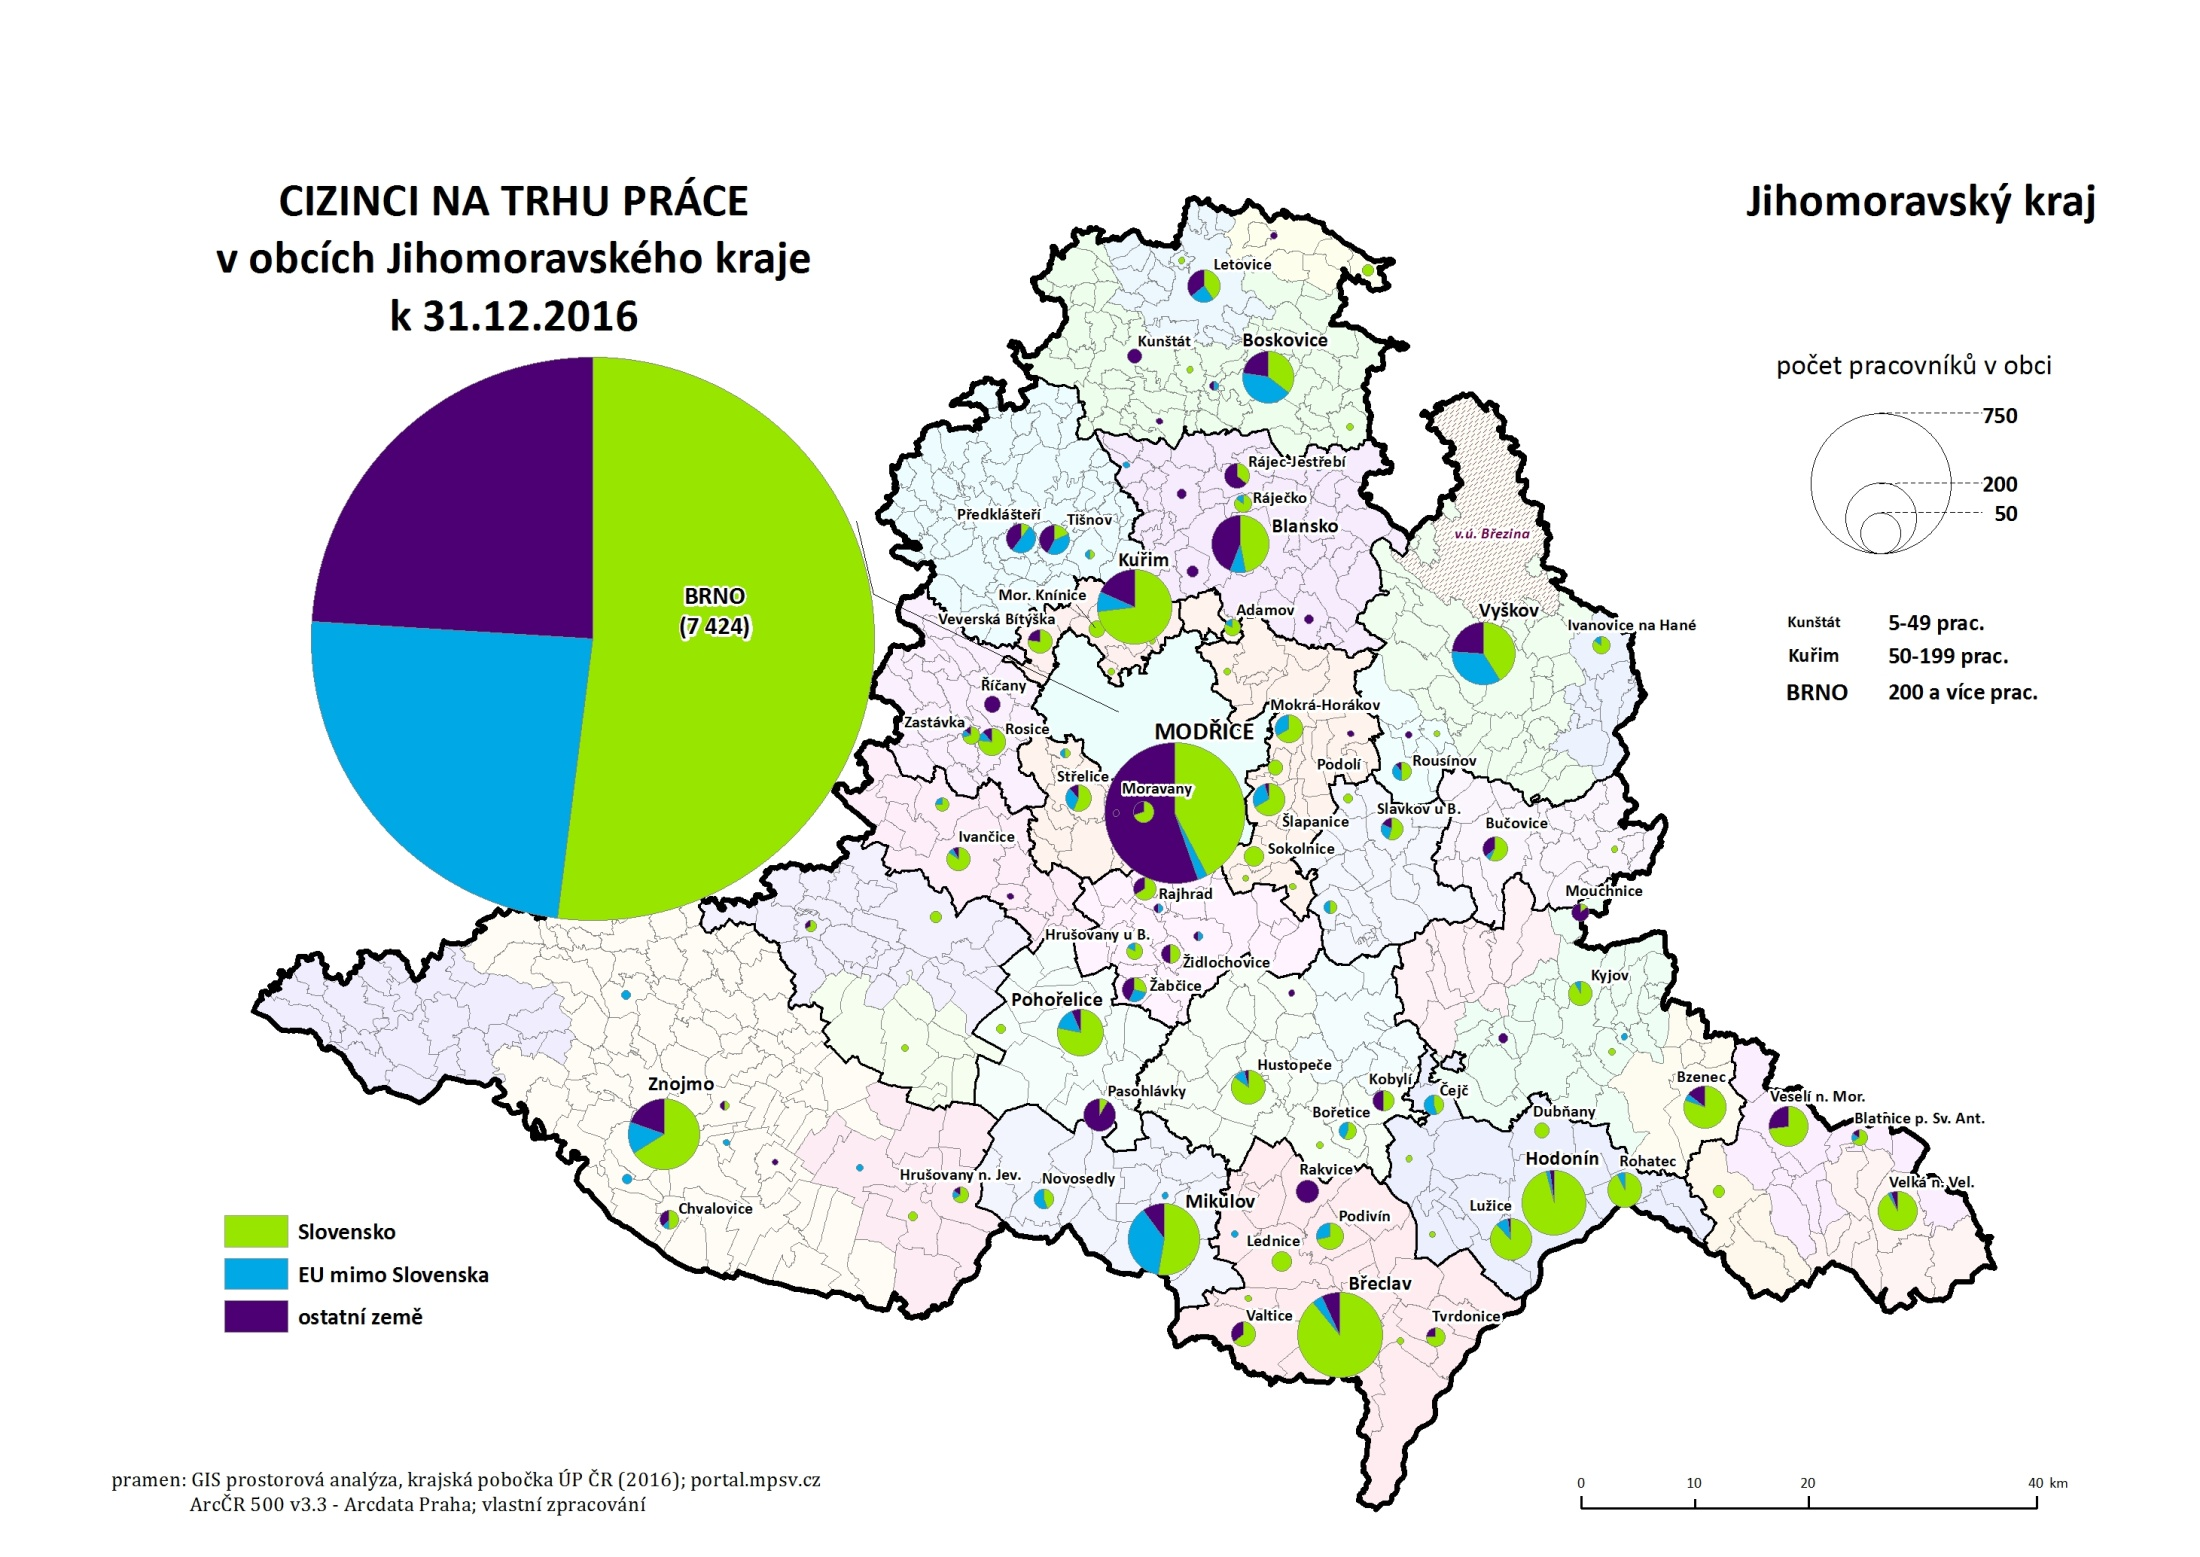 CIZINCI NA TRHU PRÁCE
v obcích Jihomoravského kraje
k 31.12.2016
Jihomoravský kraj
počet pracovníků v obci
750
200
50
Kunštát 5-49 prac.
Kuřim 50-199 prac.
BRNO 200 a více prac.
BRNO
(7 424)
Letovice
Kunštát
Boskovice
Rájec-Jestřebí
Ráječko
Blansko
Předklášteří
Tišnov
Kuřim
v.ú. Březina
Mor. Knínice
Veverská Bítýška
Adamov
Vyškov
Ivanovice na Hané
Říčany
Zastávka
Rosice
Mokrá-Horákov
MODŘICE
Střelice
Moravany
Podolí
Rousínov
Slavkov u B.
Šlapanice
Bučovice
Ivančice
Sokolnice
Rajhrad
Mouchnice
Hrušovany u B.
Židlochovice
Žabčice
Kyjov
Pohořelice
Hustopeče
Kobylí
Čejč
Bzenec
Znojmo
Pasohlávky
Bořetice
Dubňany
Veselí n. Mor.
Blatnice p. Sv. Ant.
Hrušovany n. Jev.
Novosedly
Rakvice
Hodonín
Rohatec
Velká n. Vel.
Chvalovice
Mikulov
Podivín
Lužice
Lednice
Břeclav
Valtice
Tvrdonice
Slovensko
EU mimo Slovenska
ostatní země
pramen: GIS prostorová analýza, krajská pobočka ÚP ČR (2016); portal.mpsv.cz
ArcČR 500 v3.3 - Arcdata Praha; vlastní zpracování
0 10 20 40 km